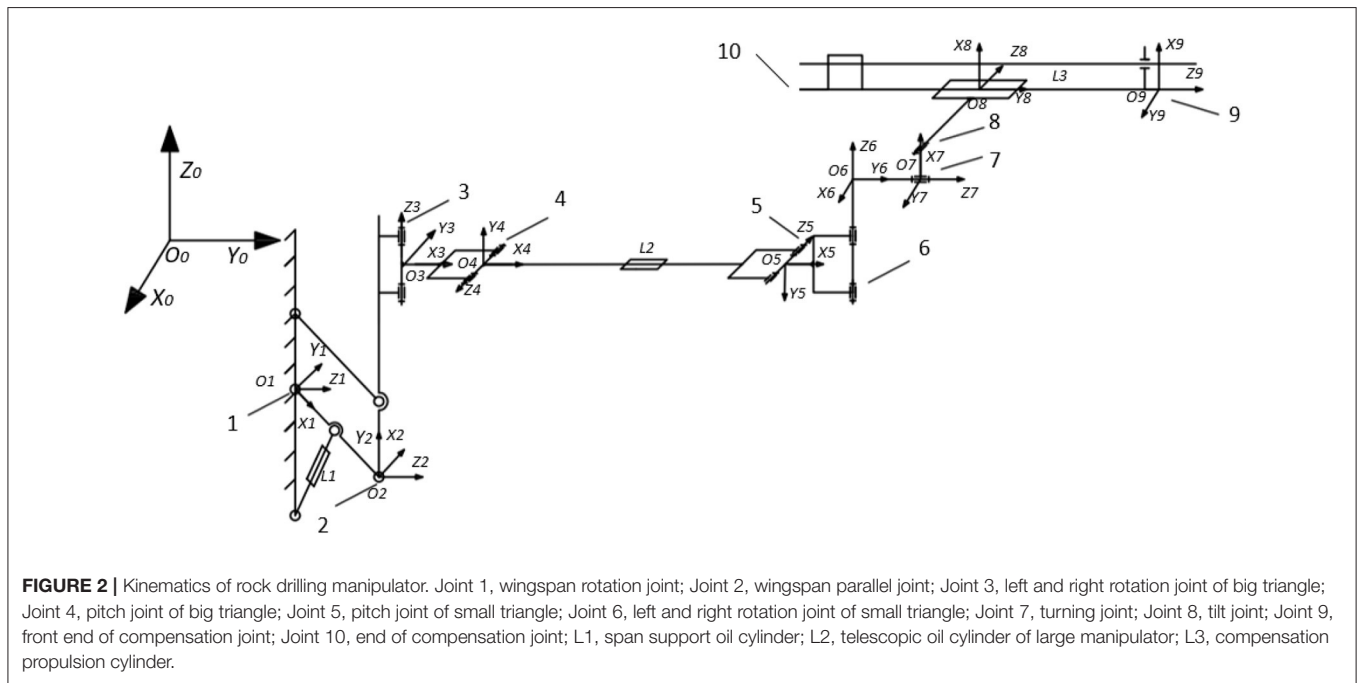 10
X8
Z8
X9
L3
Z9
O8
Y8
O9
Y9
9
8
Z6
O7
X7
7
O6
Y6
Z7
X6
Y7
Z0
O0
Y0
X0
3
4
Z3
Y3
Y4
X3
O4
X4
O3
Z4
L2
5
Z5
O5
X5
Y5
6
Y1
O1
Z1
X1
1
Y2
X2
Z2
L1
O2
2
FIGURE 2 | Kinematics of rock drilling manipulator. Joint 1, wingspan rotation joint; Joint 2, wingspan parallel joint; Joint 3, left and right rotation joint of big triangle;
Joint 4, pitch joint of big triangle; Joint 5, pitch joint of small triangle; Joint 6, left and right rotation joint of small triangle; Joint 7, turning joint; Joint 8, tilt joint; Joint 9,
front end of compensation joint; Joint 10, end of compensation joint; L1, span support oil cylinder; L2, telescopic oil cylinder of large manipulator; L3, compensation
propulsion cylinder.